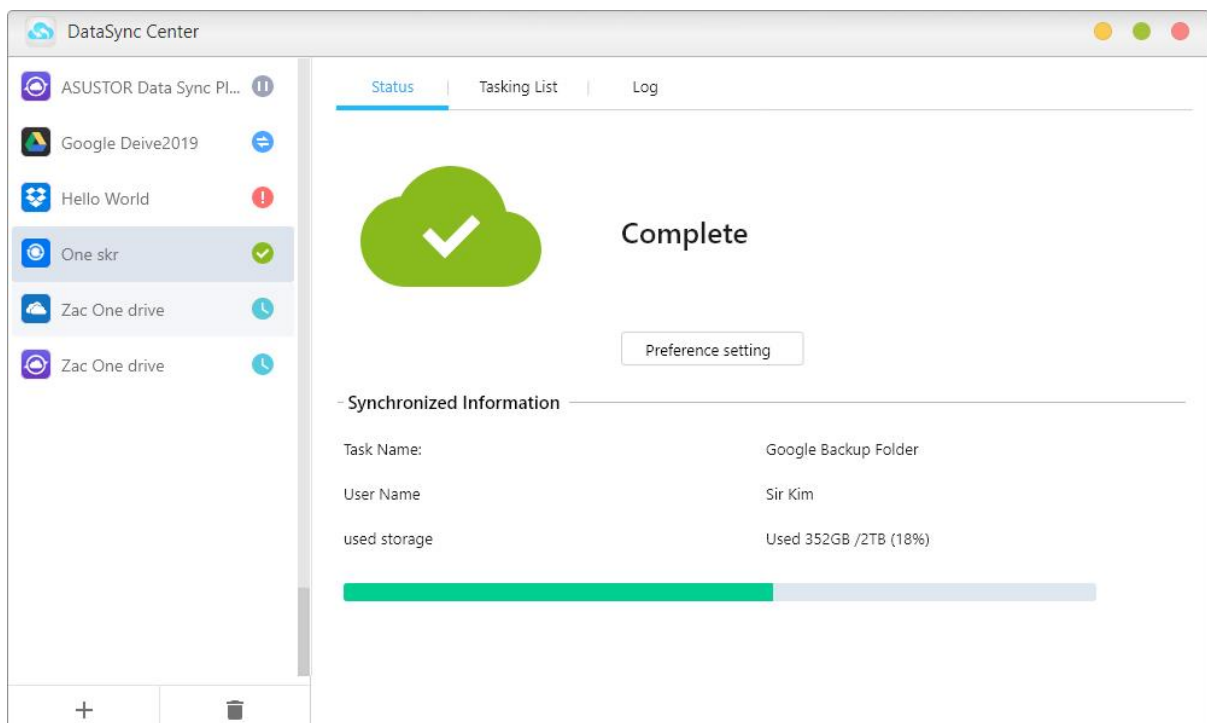 DataSync Center
ASUSTOR Data Sync Pl...
Google Deive2019
Hello World
One skr
Zac One drive
Zac One drive
Status
Tasking List
Log
Complete
Preference setting
Synchronized Information
Task Name: Google Backup Folder
User Name Sir Kim
used storage Used 352GB /2TB (18%)